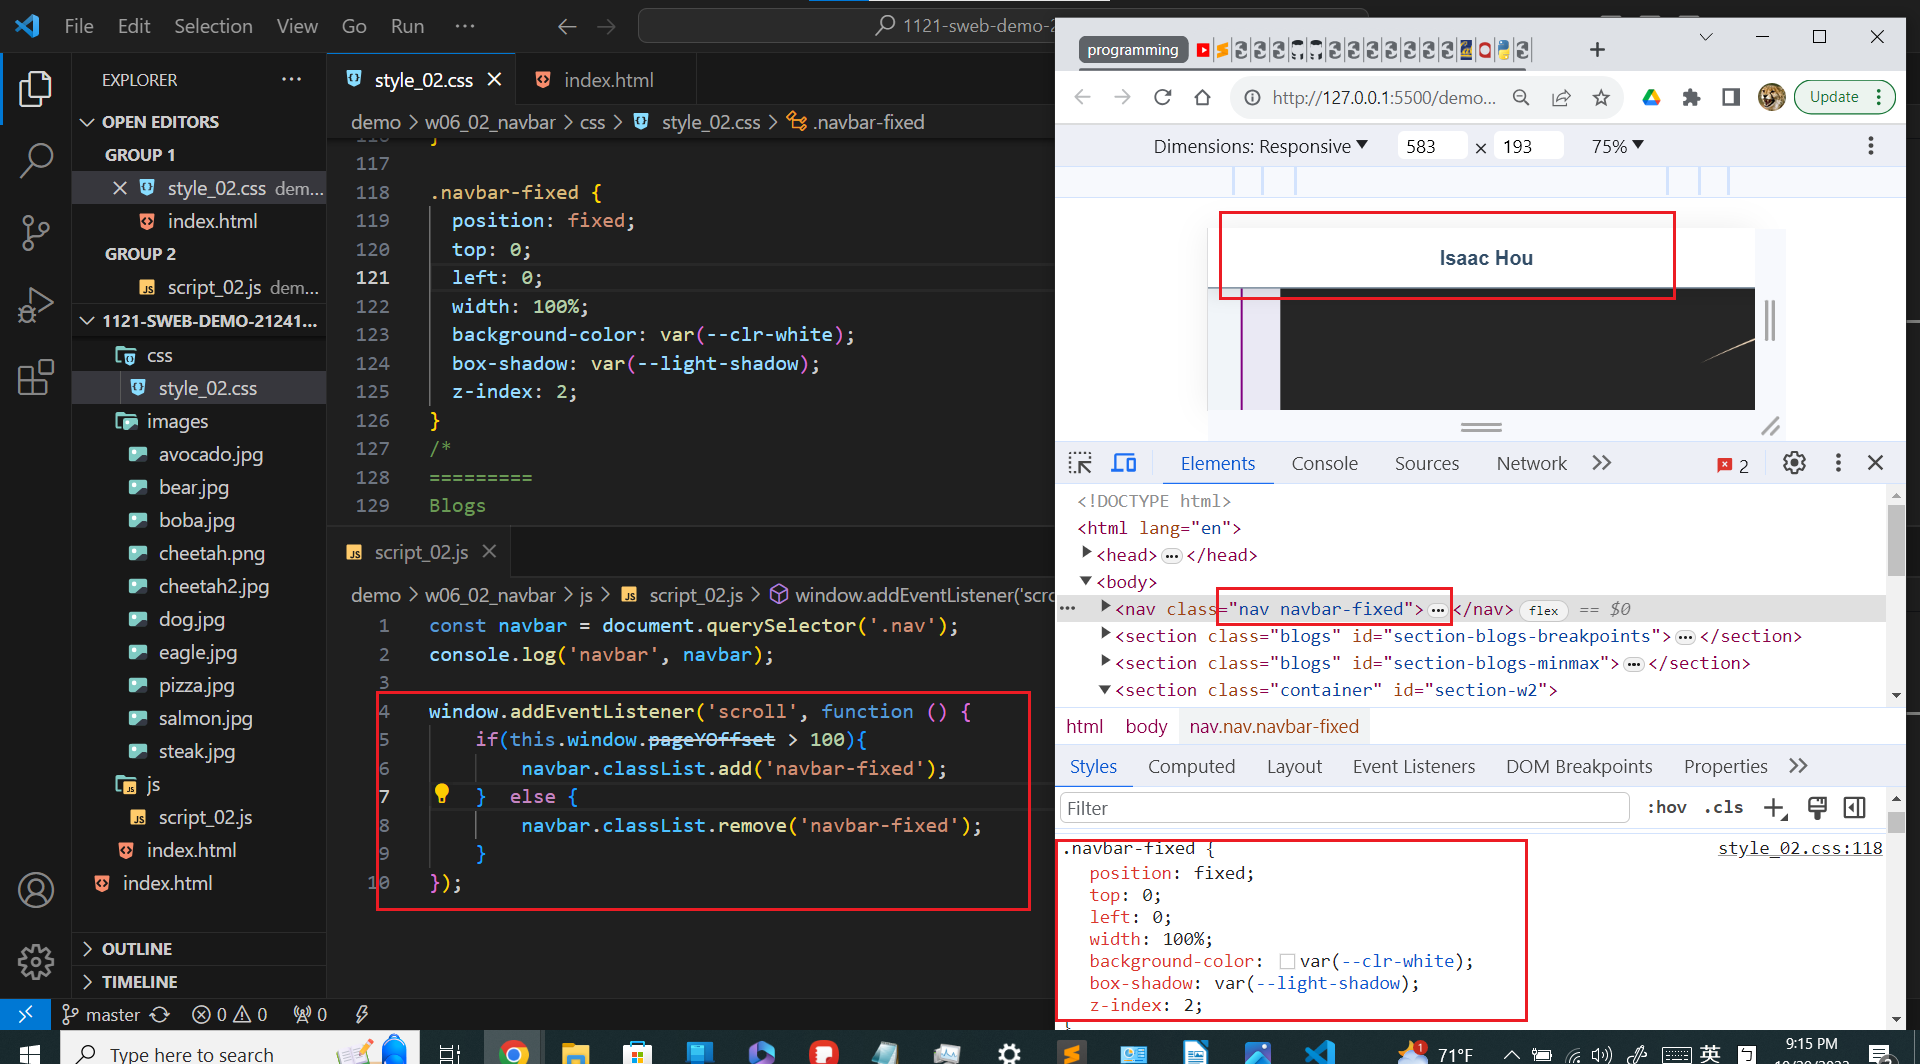 File Edit Selection View Go Run ···
1121-sweb-demo-2
EXPLORER ···
OPEN EDITORS
GROUP 1
style_02.css dem...
index.html
GROUP 2
script_02.js dem...
1121-SWEB-DEMO-21241...
css
style_02.css
images
avocado.jpg
bear.jpg
boba.jpg
cheetah.png
cheetah2.jpg
dog.jpg
eagle.jpg
pizza.jpg
salmon.jpg
steak.jpg
js
script_02.js
index.html
index.html
OUTLINE
TIMELINE
style_02.css index.html
demo > w06_02_navbar > css > style_02.css > .navbar-fixed
117
118 .navbar-fixed {
119 position: fixed;
120 top: 0;
121 left: 0;
122 width: 100%;
123 background-color: var(--clr-white);
124 box-shadow: var(--light-shadow);
125 z-index: 2;
126 }
127 /*
128 =========
129 Blogs
script_02.js
demo > w06_02_navbar > js > script_02.js > window.addEventListener('scro
1 const navbar = document.querySelector('.nav');
2 console.log('navbar', navbar);
3
4 window.addEventListener('scroll', function () {
5 if(this.window.pageYOffset > 100){
6 navbar.classList.add('navbar-fixed');
7 } else {
8 navbar.classList.remove('navbar-fixed');
9 }
10 });
master 0 0 0
programming
http://127.0.0.1:5500/demo... Update
Dimensions: Responsive 583 × 193 75%
Isaac Hou
Elements Console Sources Network 2
<!DOCTYPE html>
<html lang="en">
<head>···</head>
<body>
··· <nav class="nav navbar-fixed">···</nav> flex == $0
<section class="blogs" id="section-blogs-breakpoints">···</section>
<section class="blogs" id="section-blogs-minmax">···</section>
<section class="container" id="section-w2">
html body nav.nav.navbar-fixed
Styles Computed Layout Event Listeners DOM Breakpoints Properties
Filter :hov .cls
.navbar-fixed { style_02.css:118
position: fixed;
top: 0;
left: 0;
width: 100%;
background-color: var(--clr-white);
box-shadow: var(--light-shadow);
z-index: 2;
}
Type here to search
71°F
英
9:15 PM